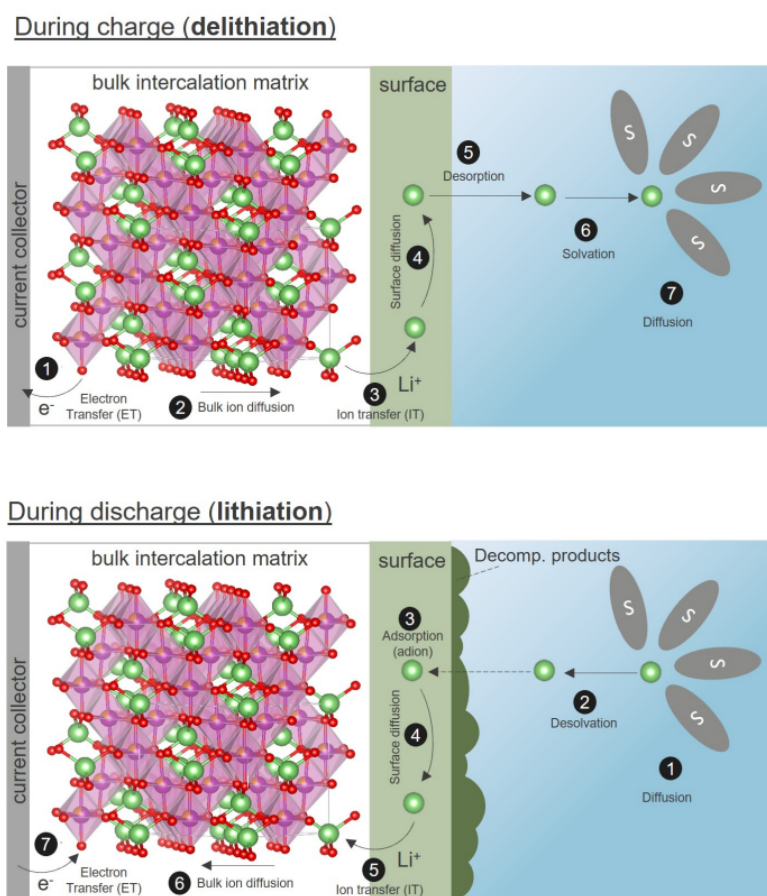 During charge (delithiation)
bulk intercalation matrix
surface
current collector
5
Desorption
S
S
S
S
Surface diffusion
4
6
Solvation
7
Diffusion
1
e-
Electron
Transfer (ET)
2 Bulk ion diffusion
3
Li+
Ion transfer (IT)
During discharge (lithiation)
bulk intercalation matrix
surface
Decomp. products
current collector
3
Adsorption
(adion)
S
S
S
S
2
Desolvation
Surface diffusion
4
1
Diffusion
7
e-
Electron
Transfer (ET)
6 Bulk ion diffusion
5
Li+
Ion transfer (IT)